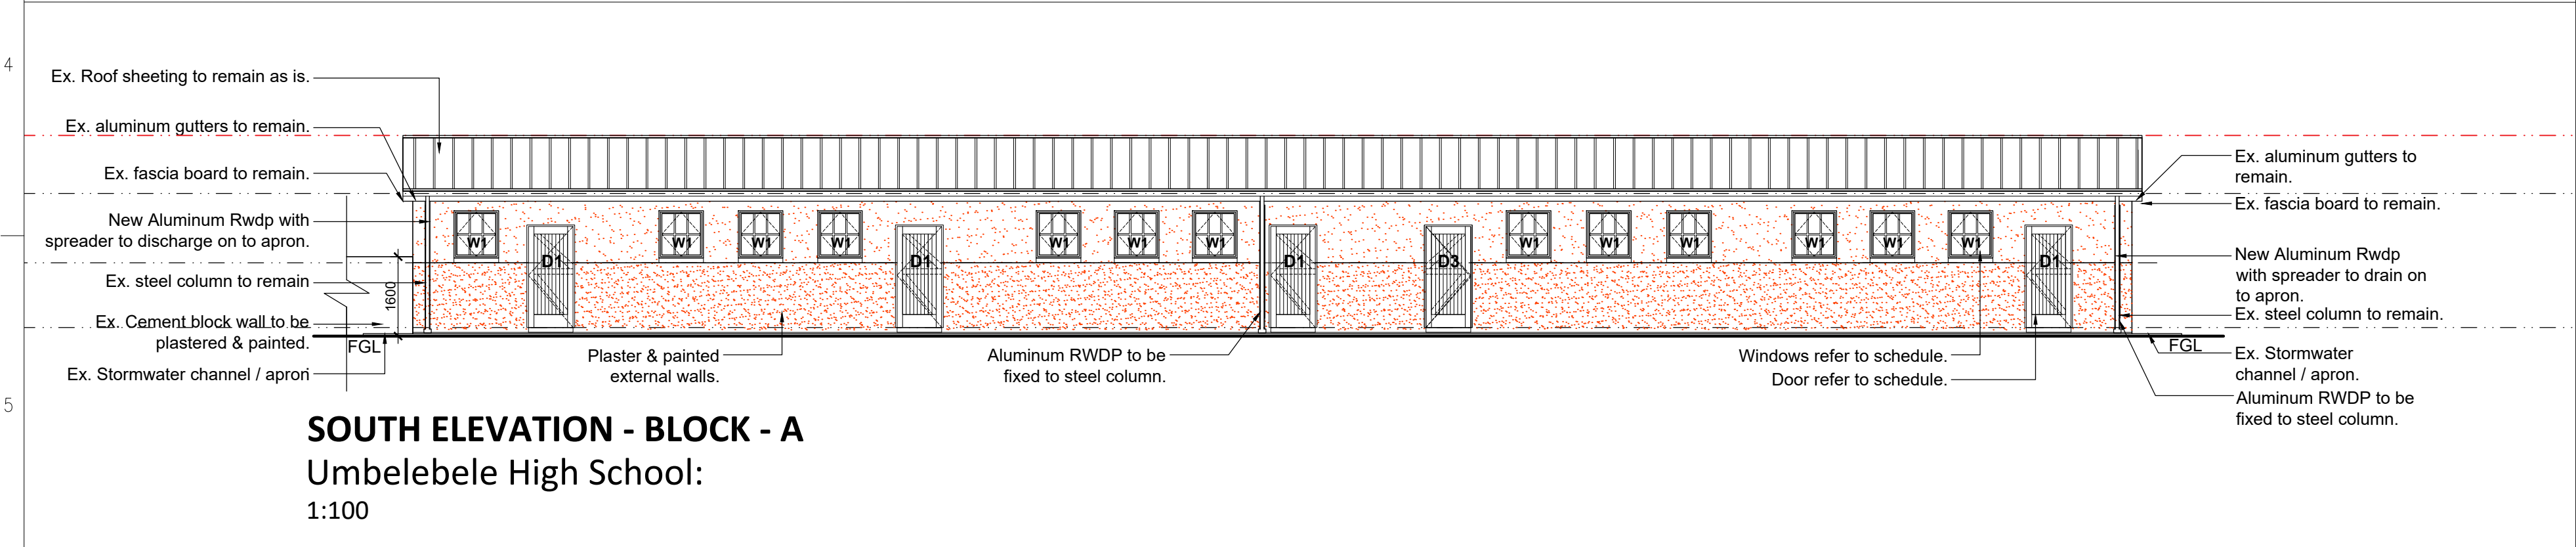 4
Ex. Roof sheeting to remain as is.
Ex. aluminum gutters to remain.
Ex. fascia board to remain.
New Aluminum Rwdp with
spreader to discharge on to apron.
Ex. steel column to remain
Ex. Cement block wall to be
plastered & painted.
Ex. Stormwater channel / apron
1600
FGL
W1
D1
W1
W1
W1
D1
W1
W1
W1
D1
D3
W1
W1
W1
W1
W1
W1
D1
Plaster & painted
external walls.
Aluminum RWDP to be
fixed to steel column.
Windows refer to schedule.
Door refer to schedule.
Ex. aluminum gutters to
remain.
Ex. fascia board to remain.
New Aluminum Rwdp
with spreader to drain on
to apron.
Ex. steel column to remain.
FGL
Ex. Stormwater
channel / apron.
Aluminum RWDP to be
fixed to steel column.
5
SOUTH ELEVATION - BLOCK - A
Umbelebele High School:
1:100